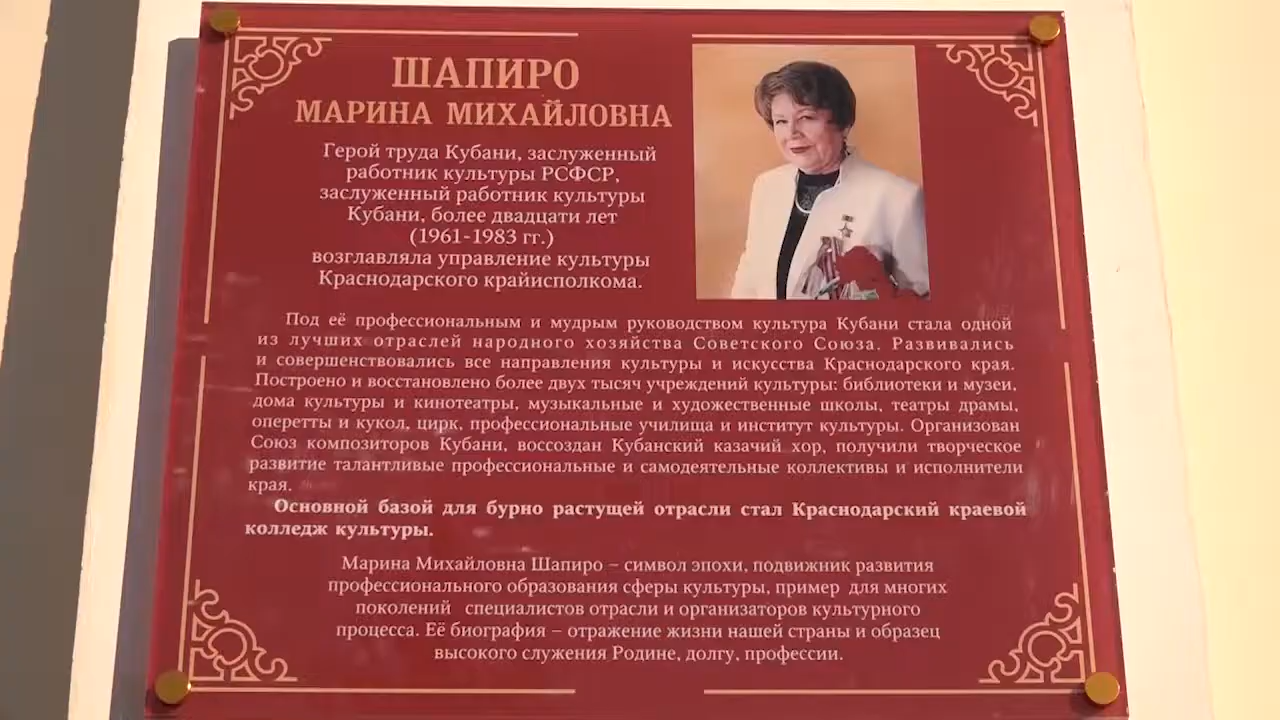 ШАПИРО
МАРИНА МИХАЙЛОВНА
Герой труда Кубани, заслуженный
работник культуры РСФСР,
заслуженный работник культуры
Кубани, более двадцати лет
(1961-1983 гг.)
возглавляла управление культуры
Краснодарского крайисполкома.
Под её профессиональным и мудрым руководством культура Кубани стала одной
из лучших отраслей народного хозяйства Советского Союза. Развивались
и совершенствовались все направления культуры и искусства Краснодарского края.
Построено и восстановлено более двух тысяч учреждений культуры: библиотеки и музеи,
дома культуры и кинотеатры, музыкальные и художественные школы, театры драмы,
оперетты и кукол, цирк, профессиональные училища и институт культуры. Организован
Союз композиторов Кубани, воссоздан Кубанский казачий хор, получили творческое
развитие талантливые профессиональные и самодеятельные коллективы и исполнители
края.
Основной базой для бурно растущей отрасли стал Краснодарский краевой
колледж культуры.
Марина Михайловна Шапиро – символ эпохи, подвижник развития
профессионального образования сферы культуры, пример для многих
поколений специалистов отрасли и организаторов культурного
процесса. Её биография – отражение жизни нашей страны и образец
высокого служения Родине, долгу, профессии.